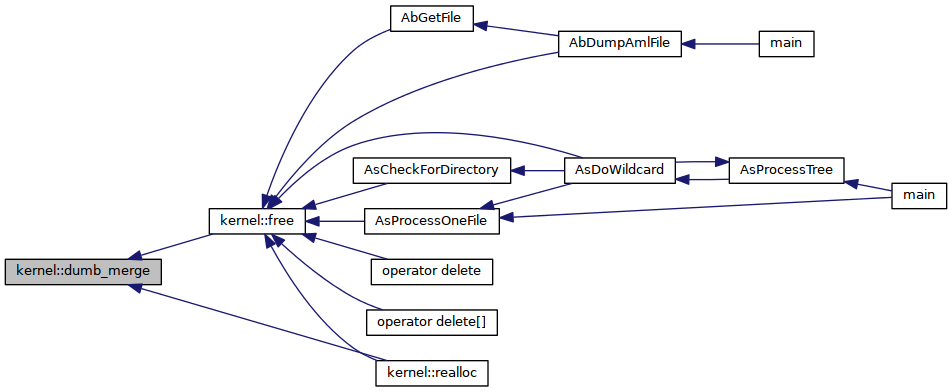 AbGetFile
AbDumpAmlFile
main
AsCheckForDirectory
AsDoWildcard
AsProcessTree
main
kernel::free
AsProcessOneFile
kernel::dumb_merge
operator delete
operator delete[]
kernel::realloc